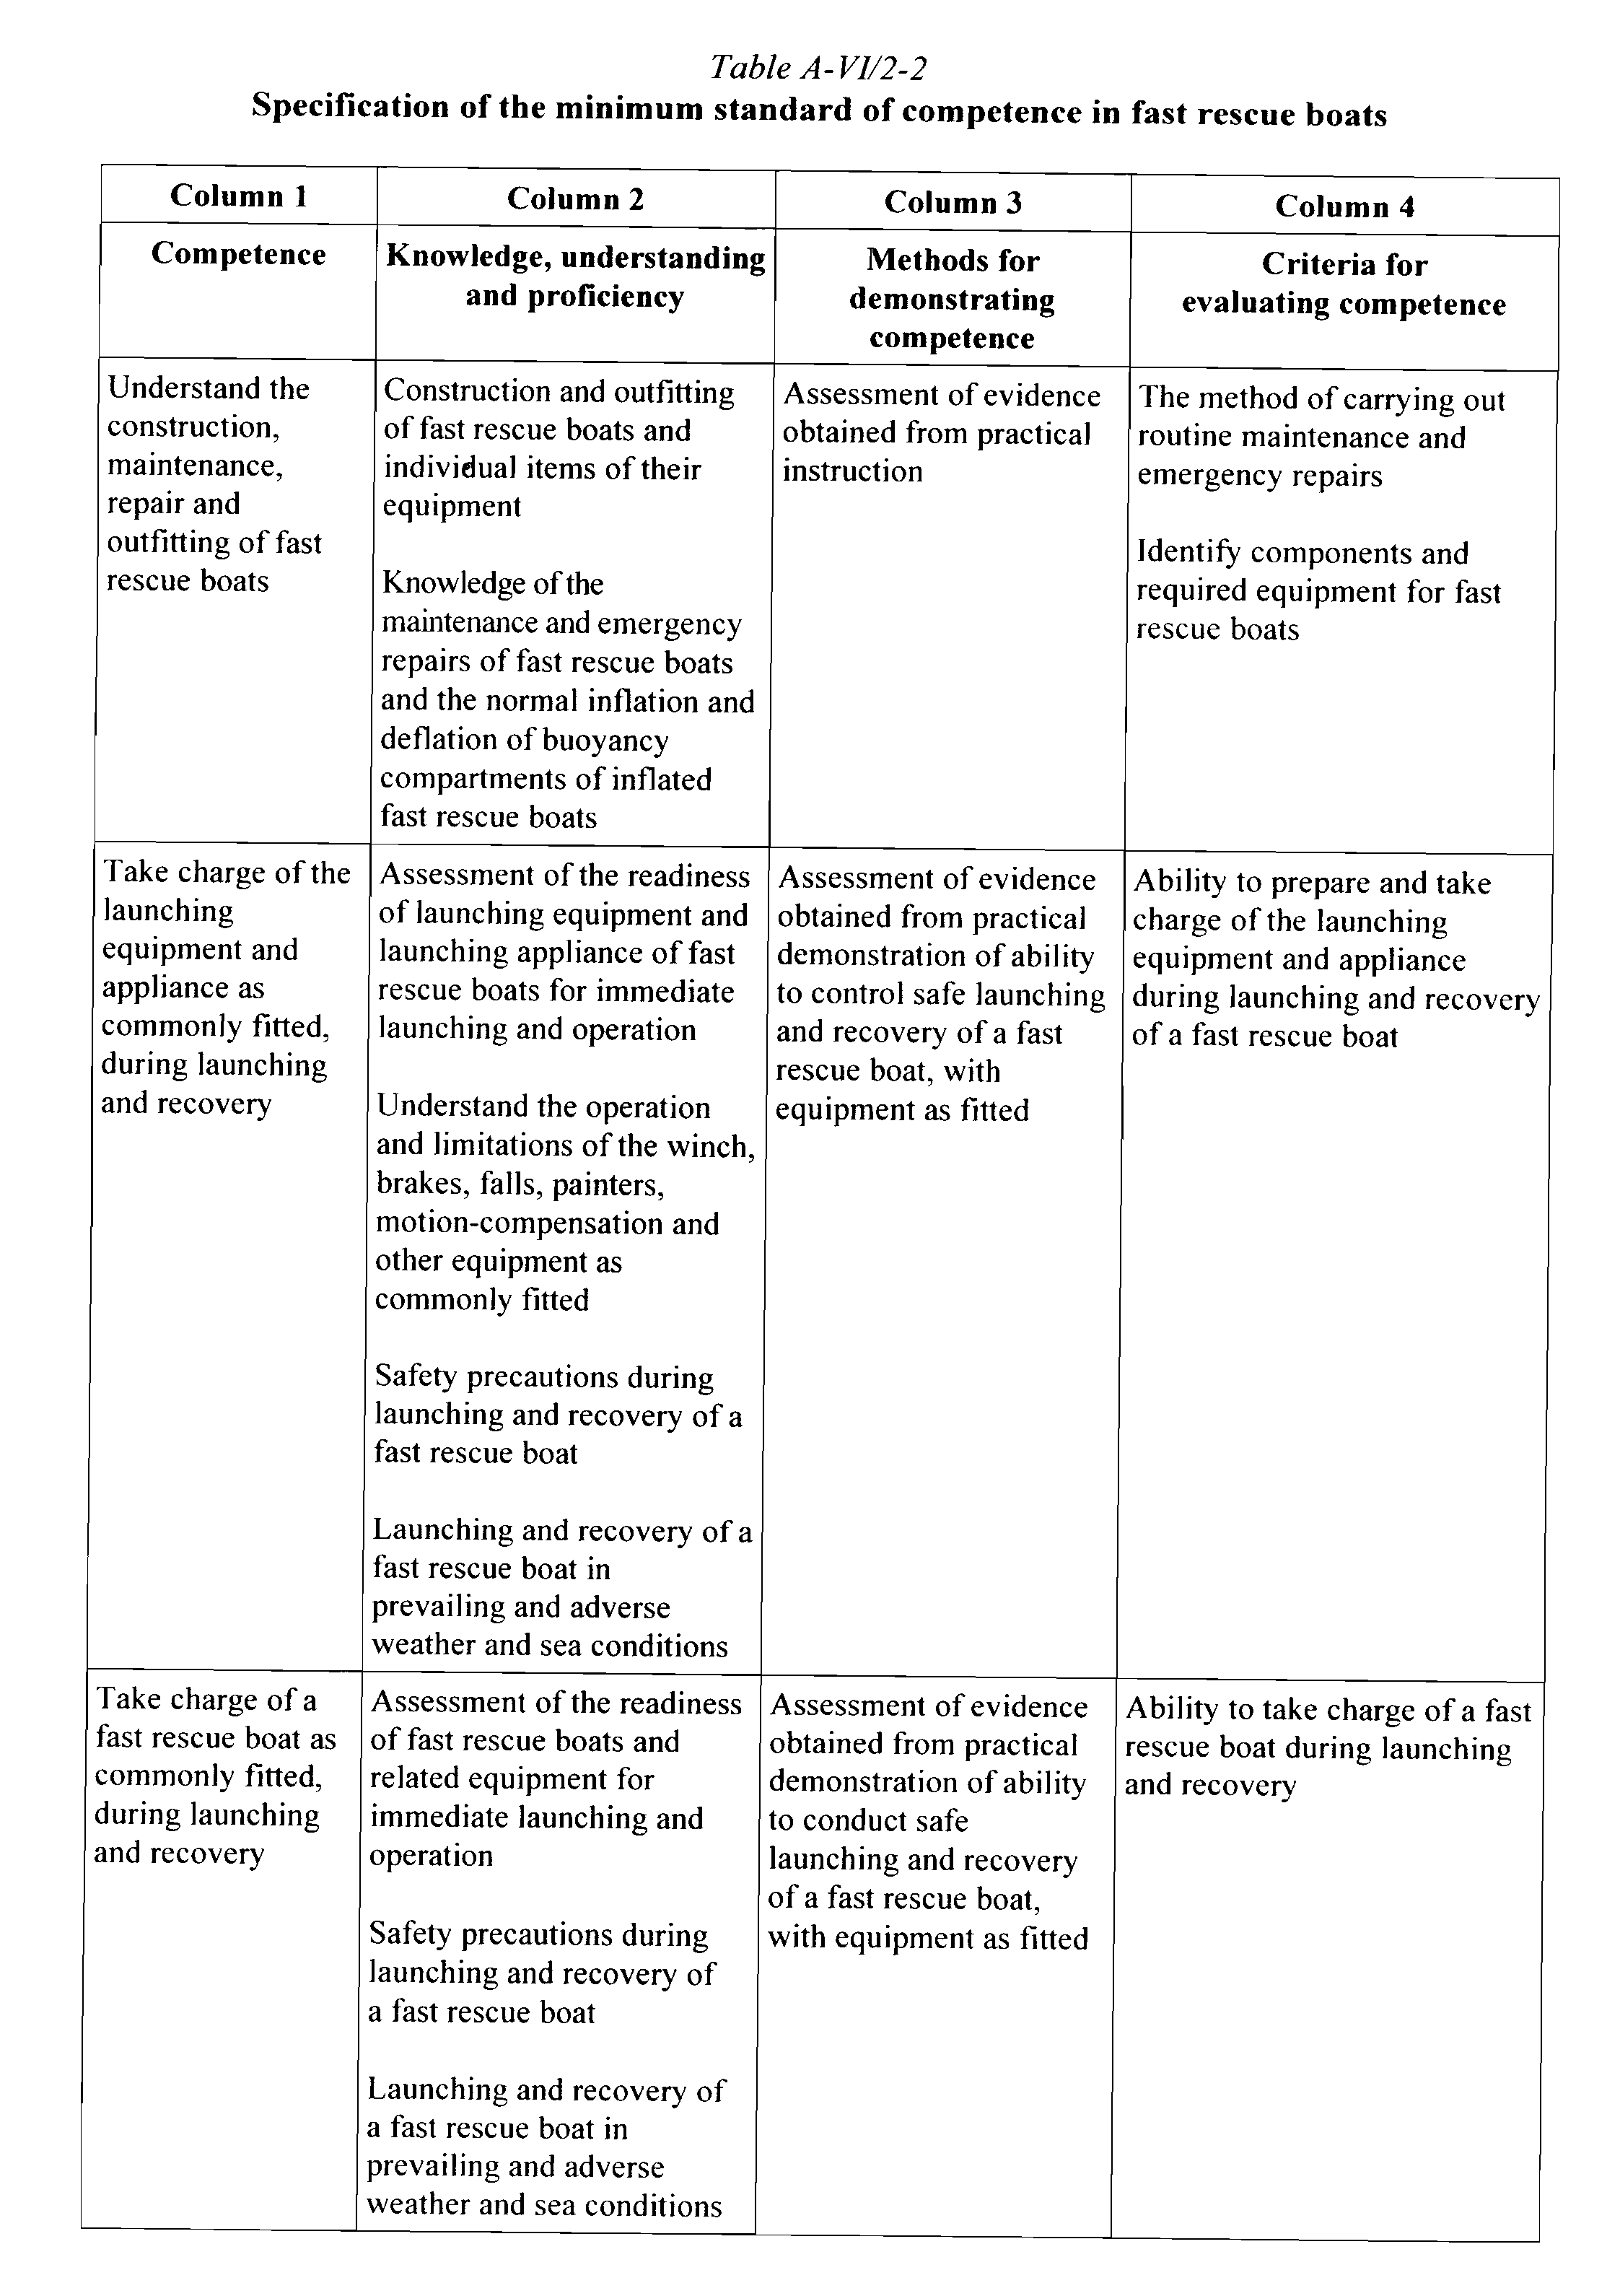 Table A-VI/2-2
Specification of the minimum standard of competence in fast rescue boats
Column 1
Column 2
Column 3
Column 4
Competence
Knowledge, understanding
and proficiency
Methods for
demonstrating
competence
Criteria for
evaluating competence
Understand the
construction,
maintenance,
repair and
outfitting of fast
rescue boats
Construction and outfitting
of fast rescue boats and
individual items of their
equipment
Knowledge of the
maintenance and emergency
repairs of fast rescue boats
and the normal inflation and
deflation of buoyancy
compartments of inflated
fast rescue boats
Assessment of evidence
obtained from practical
instruction
The method of carrying out
routine maintenance and
emergency repairs
Identify components and
required equipment for fast
rescue boats
Take charge of the
launching
equipment and
appliance as
commonly fitted,
during launching
and recovery
Assessment of the readiness
of launching equipment and
launching appliance of fast
rescue boats for immediate
launching and operation
Understand the operation
and limitations of the winch,
brakes, falls, painters,
motion-compensation and
other equipment as
commonly fitted
Safety precautions during
launching and recovery of a
fast rescue boat
Launching and recovery of a
fast rescue boat in
prevailing and adverse
weather and sea conditions
Assessment of evidence
obtained from practical
demonstration of ability
to control safe launching
and recovery of a fast
rescue boat, with
equipment as fitted
Ability to prepare and take
charge of the launching
equipment and appliance
during launching and recovery
of a fast rescue boat
Take charge of a
fast rescue boat as
commonly fitted,
during launching
and recovery
Assessment of the readiness
of fast rescue boats and
related equipment for
immediate launching and
operation
Safety precautions during
launching and recovery of
a fast rescue boat
Launching and recovery of
a fast rescue boat in
prevailing and adverse
weather and sea conditions
Assessment of evidence
obtained from practical
demonstration of ability
to conduct safe
launching and recovery
of a fast rescue boat,
with equipment as fitted
Ability to take charge of a fast
rescue boat during launching
and recovery